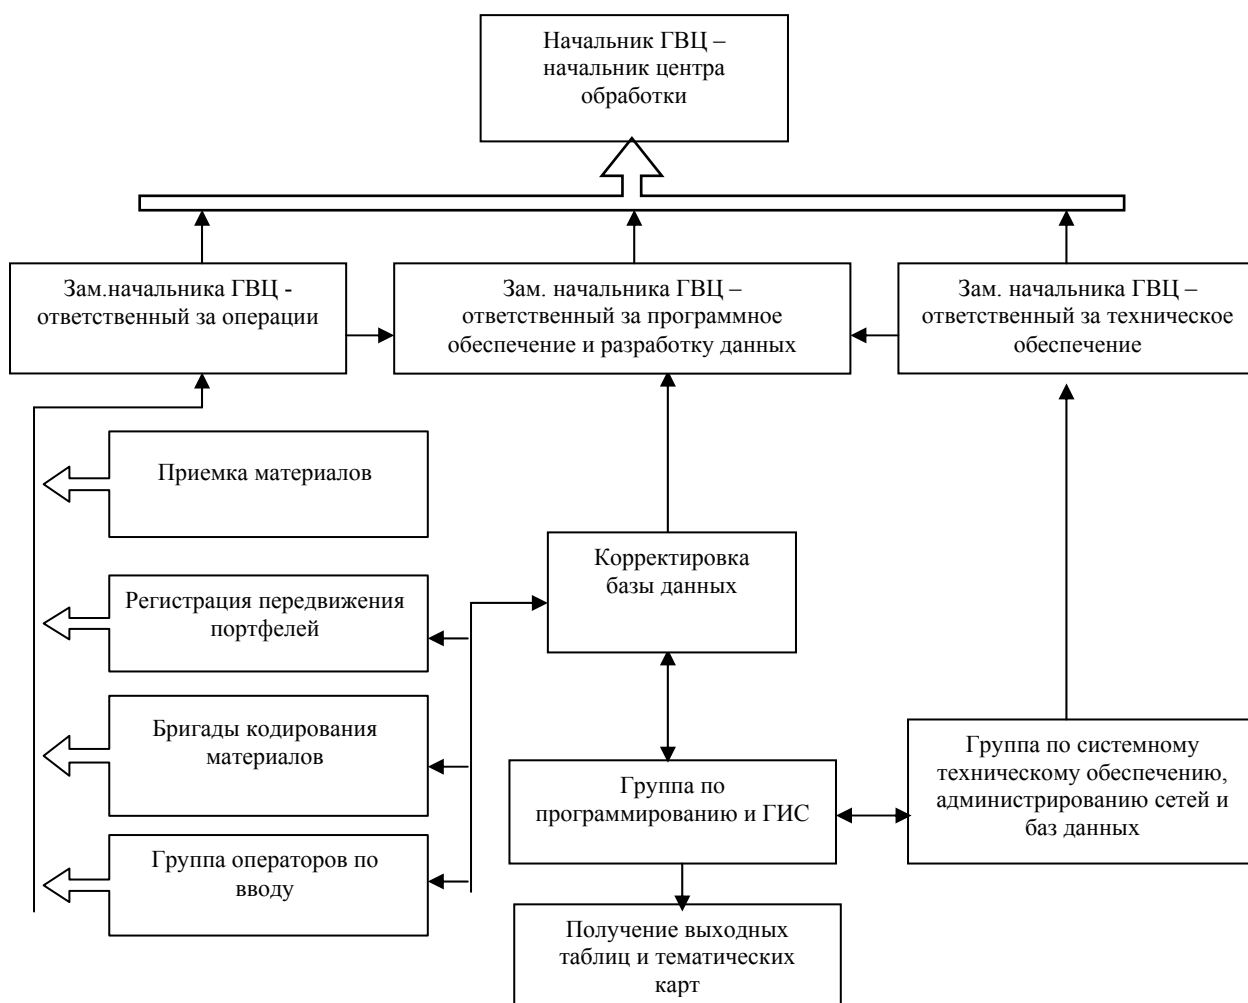 Начальник ГВЦ –
начальник центра
обработки
Зам.начальника ГВЦ -
ответственный за операции
Зам. начальника ГВЦ –
ответственный за программное
обеспечение и разработку данных
Зам. начальника ГВЦ –
ответственный за техническое
обеспечение
Приемка материалов
Регистрация передвижения
портфелей
Бригады кодирования
материалов
Группа операторов по
вводу
Корректировка
базы данных
Группа по
программированию и ГИС
Группа по системному
техническому обеспечению,
администрированию сетей и
баз данных
Получение выходных
таблиц и тематических
карт